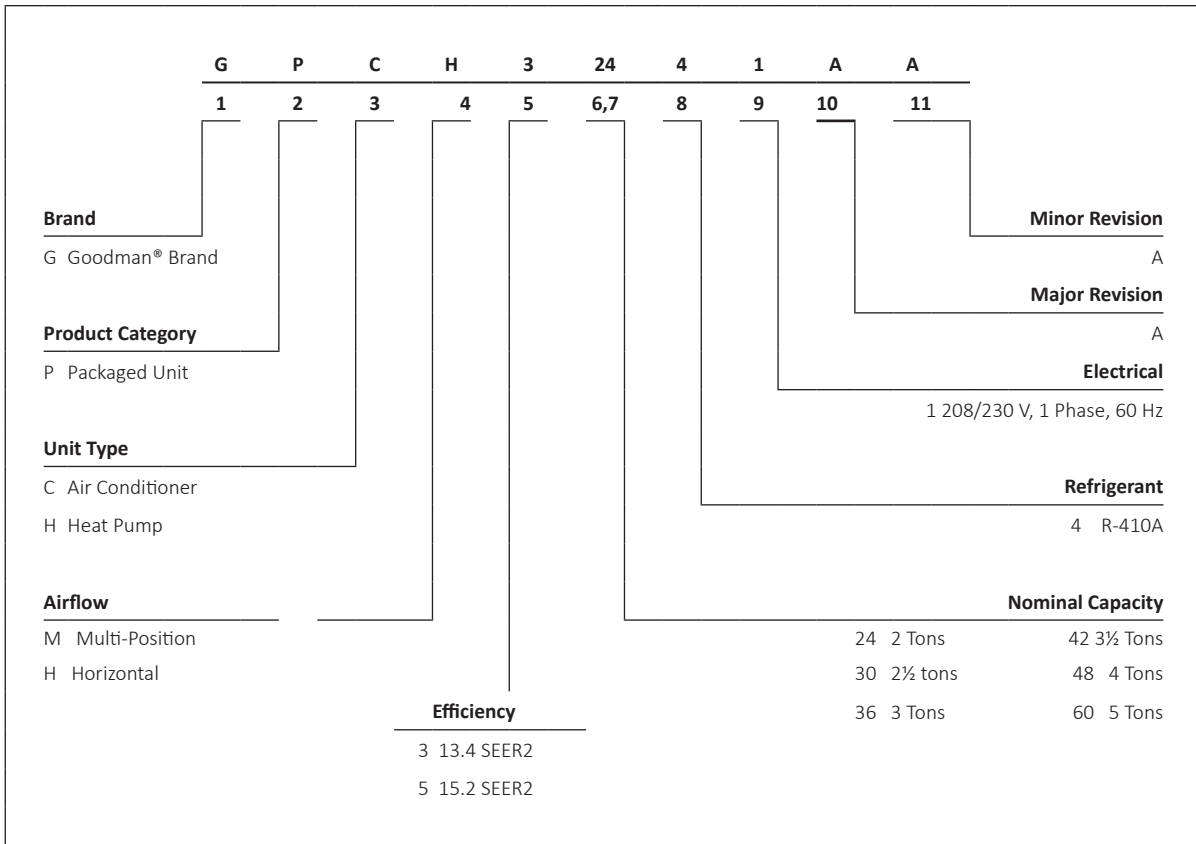 G P C H 3 24 4 1 A A
1 2 3 4 5 6,7 8 9 10 11
Brand
G Goodman® Brand
Product Category
P Packaged Unit
Unit Type
C Air Conditioner
H Heat Pump
Airflow
M Multi-Position
H Horizontal
Efficiency
3 13.4 SEER2
5 15.2 SEER2
Minor Revision
A
Major Revision
A
Electrical
1 208/230 V, 1 Phase, 60 Hz
Refrigerant
4 R-410A
Nominal Capacity
24 2 Tons 42 3½ Tons
30 2½ tons 48 4 Tons
36 3 Tons 60 5 Tons